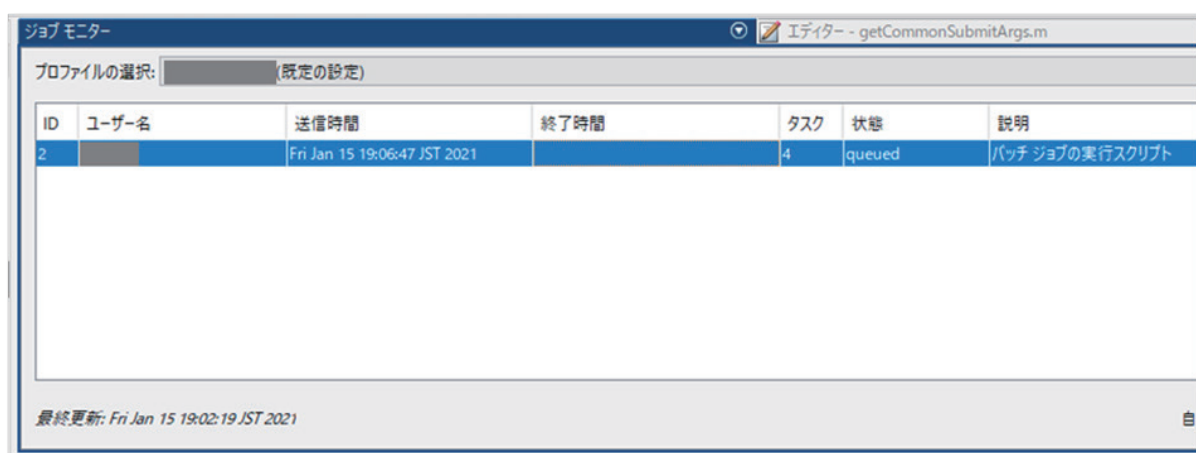 ジョブ モニター
エディター - getCommonSubmitArgs.m
プロファイルの選択: (既定の設定)
ID ユーザー名 送信時間 終了時間 タスク 状態 説明
2 Fri Jan 15 19:06:47 JST 2021 4 queued バッチ ジョブの実行スクリプト
最終更新: Fri Jan 15 19:02:19 JST 2021
自